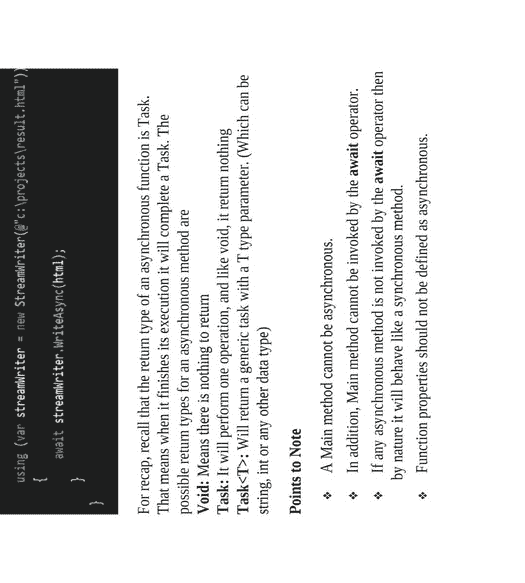 using (var streamWriter = new StreamWriter(@"c:\projects\result.html"))
{
await streamWriter.WriteAsync(html);
}
}
For recap, recall that the return type of an asynchronous function is Task.
That means when it finishes its execution it will complete a Task. The
possible return types for an asynchronous method are
Void: Means there is nothing to return
Task: It will perform one operation, and like void, it return nothing
Task<T>: Will return a generic task with a T type parameter. (Which can be
string, int or any other data type)
Points to Note
❖ A Main method cannot be asynchronous.
❖ In addition, Main method cannot be invoked by the await operator.
❖ If any asynchronous method is not invoked by the await operator then
by nature it will behave like a synchronous method.
❖ Function properties should not be defined as asynchronous.